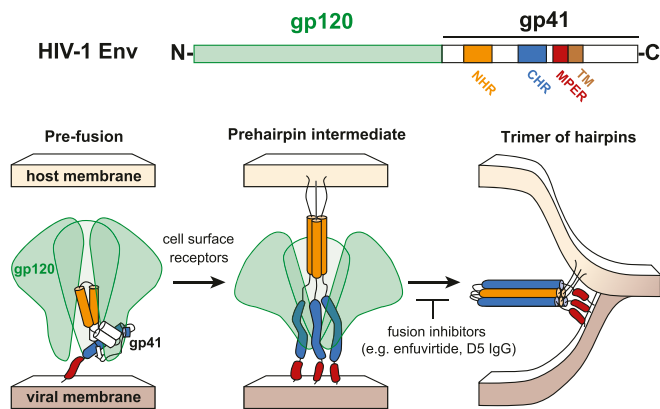 gp120
gp41
HIV-1 Env
N-
-C
NHR
CHR
MPER
TM
Pre-fusion
Prehairpin intermediate
Trimer of hairpins
host membrane
gp120
gp41
viral membrane
cell surface
receptors
fusion inhibitors
(e.g. enfuvirtide, D5 IgG)